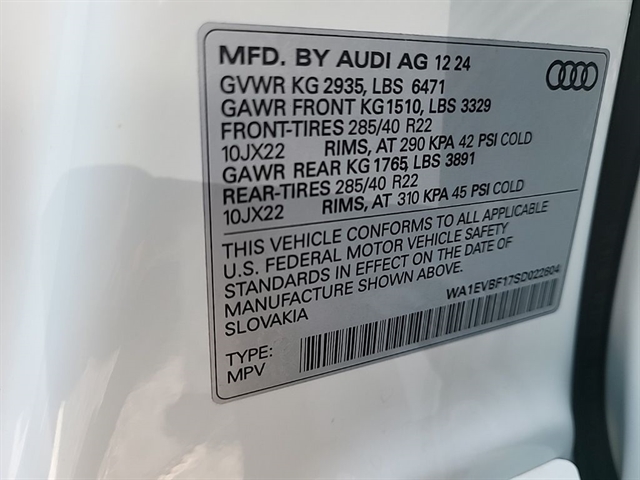 MFD. BY AUDI AG 12 24
GVWR KG 2935, LBS 6471
GAWR FRONT KG1510, LBS 3329
FRONT-TIRES 285/40 R22
10JX22 RIMS, AT 290 KPA 42 PSI COLD
GAWR REAR KG 1765, LBS 3891
REAR-TIRES 285/40 R22
10JX22 RIMS, AT 310 KPA 45 PSI COLD
THIS VEHICLE CONFORMS TO ALL APPLICABLE
U.S. FEDERAL MOTOR VEHICLE SAFETY
STANDARDS IN EFFECT ON THE DATE OF
MANUFACTURE SHOWN ABOVE.
SLOVAKIA
WA1EVBF17SD022604
TYPE:
MPV